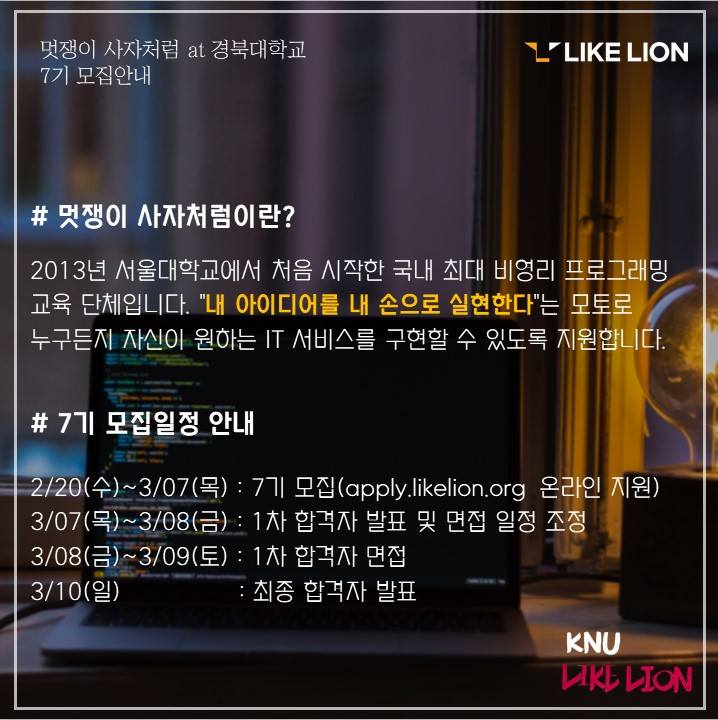 멋쟁이 사자처럼 at 경북대학교
7기 모집안내
LIKE LION
# 멋쟁이 사자처럼이란?
2013년 서울대학교에서 처음 시작한 국내 최대 비영리 프로그래밍
교육 단체입니다. "내 아이디어를 내 손으로 실현한다"는 모토로
누구든지 자신이 원하는 IT 서비스를 구현할 수 있도록 지원합니다.
# 7기 모집일정 안내
2/20(수)~3/07(목) : 7기 모집(apply.likelion.org 온라인 지원)
3/07(목)~3/08(금) : 1차 합격자 발표 및 면접 일정 조정
3/08(금)~3/09(토) : 1차 합격자 면접
3/10(일) : 최종 합격자 발표
KNU
LIKE LION